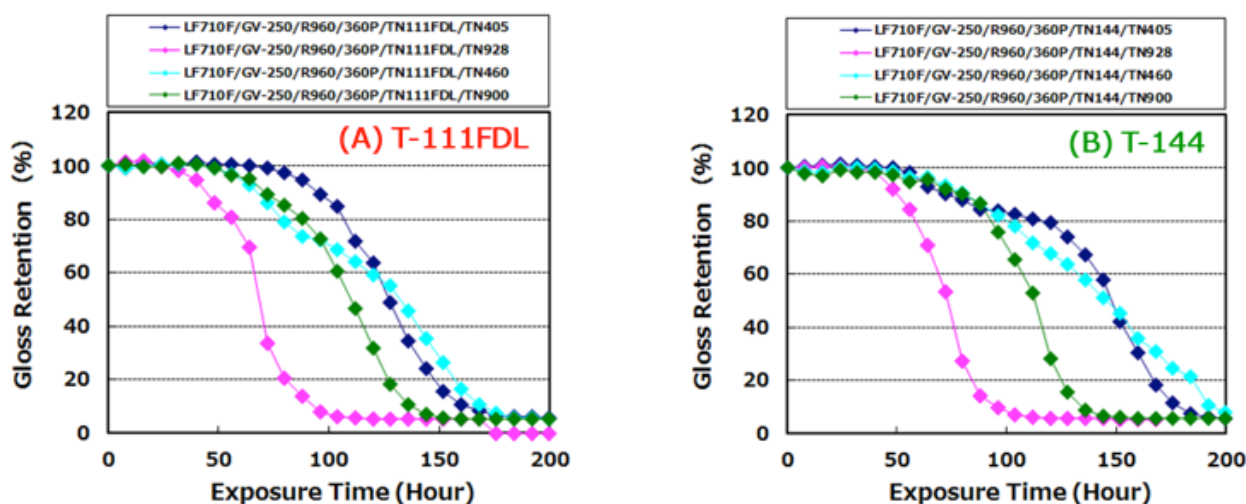 LF710F/GV-250/R960/360P/TN111FDL/TN405
LF710F/GV-250/R960/360P/TN111FDL/TN928
LF710F/GV-250/R960/360P/TN111FDL/TN460
LF710F/GV-250/R960/360P/TN111FDL/TN900
(A) T-111FDL
Gloss Retention (%)
120
100
80
60
40
20
0
0 50 100 150 200
Exposure Time (Hour)
LF710F/GV-250/R960/360P/TN144/TN405
LF710F/GV-250/R960/360P/TN144/TN928
LF710F/GV-250/R960/360P/TN144/TN460
LF710F/GV-250/R960/360P/TN144/TN900
(B) T-144
Gloss Retention (%)
120
100
80
60
40
20
0
0 50 100 150 200
Exposure Time (Hour)